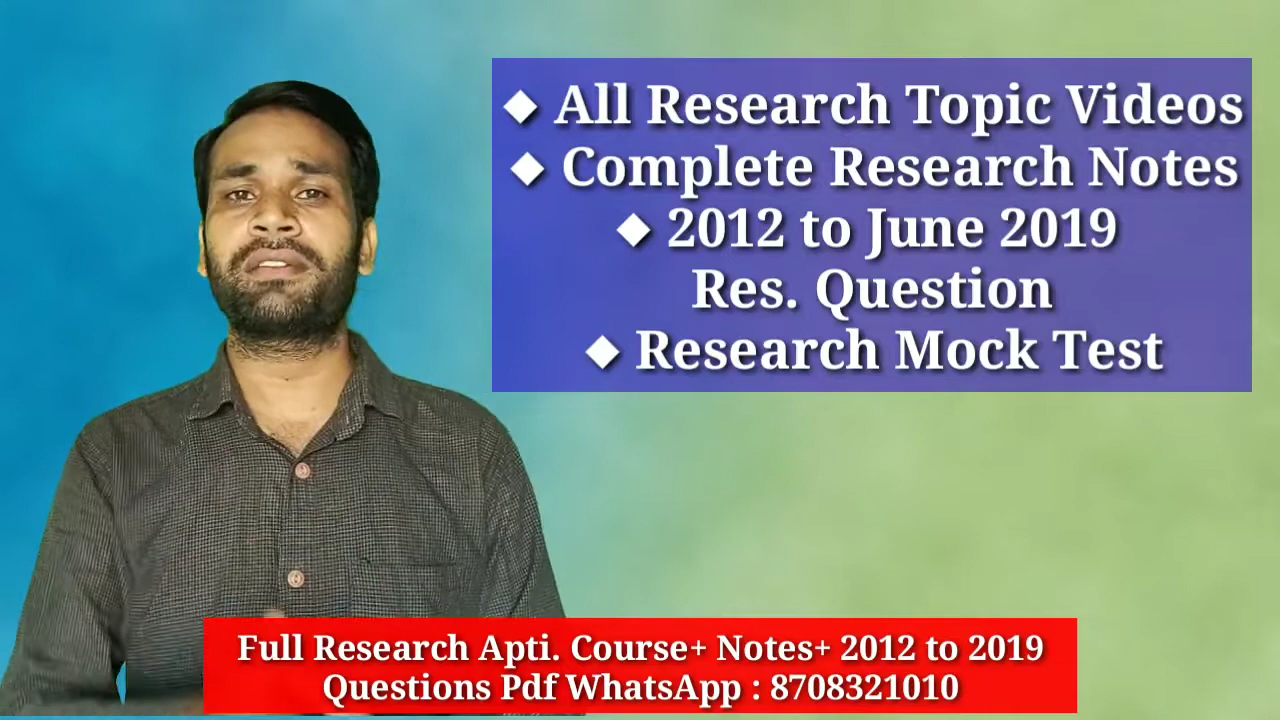 ◆ All Research Topic Videos
◆ Complete Research Notes
◆ 2012 to June 2019
Res. Question
◆ Research Mock Test
Full Research Apti. Course+ Notes+ 2012 to 2019
Questions Pdf WhatsApp : 8708321010